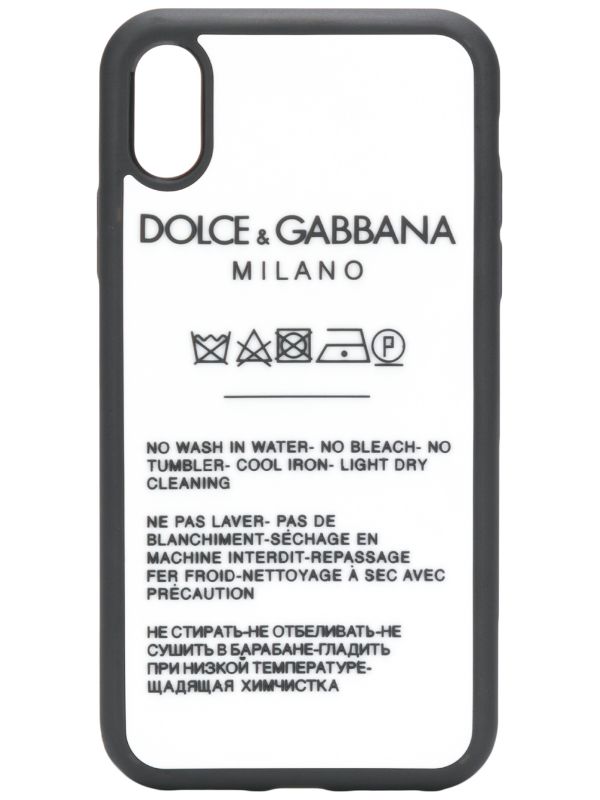 DOLCE & GABBANA
MILANO
P
NO WASH IN WATER- NO BLEACH- NO
TUMBLER- COOL IRON- LIGHT DRY
CLEANING
NE PAS LAVER- PAS DE
BLANCHIMENT-SÉCHAGE EN
MACHINE INTERDIT-REPASSAGE
FER FROID-NETTOYAGE À SEC AVEC
PRÉCAUTION
НЕ СТИРАТЬ-НЕ ОТБЕЛИВАТЬ-НЕ
СУШИТЬ В БАРАБАНЕ-ГЛАДИТЬ
ПРИ НИЗКОЙ ТЕМПЕРАТУРЕ-
ЩАДЯЩАЯ ХИМЧИСТКА